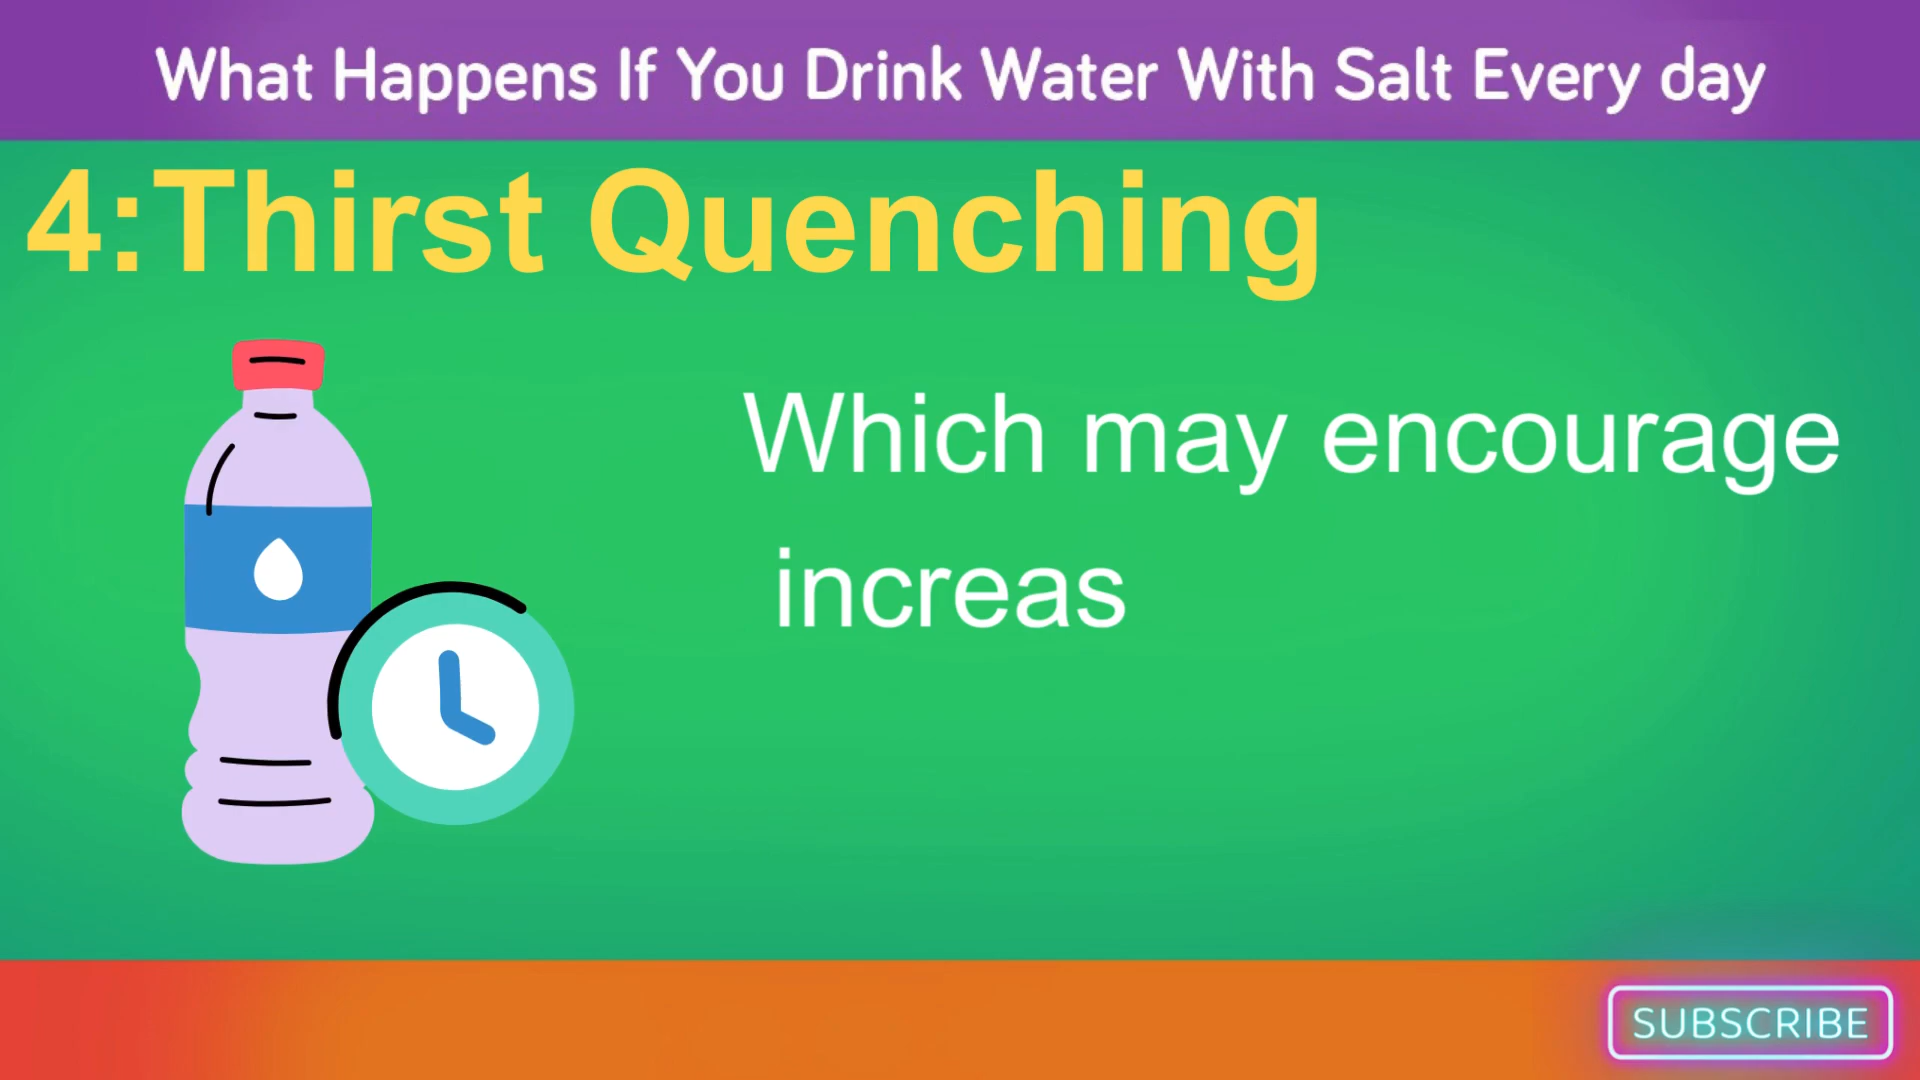 What Happens If You Drink Water With Salt Every day
4:Thirst Quenching
Which may encourage
increas
SUBSCRIBE